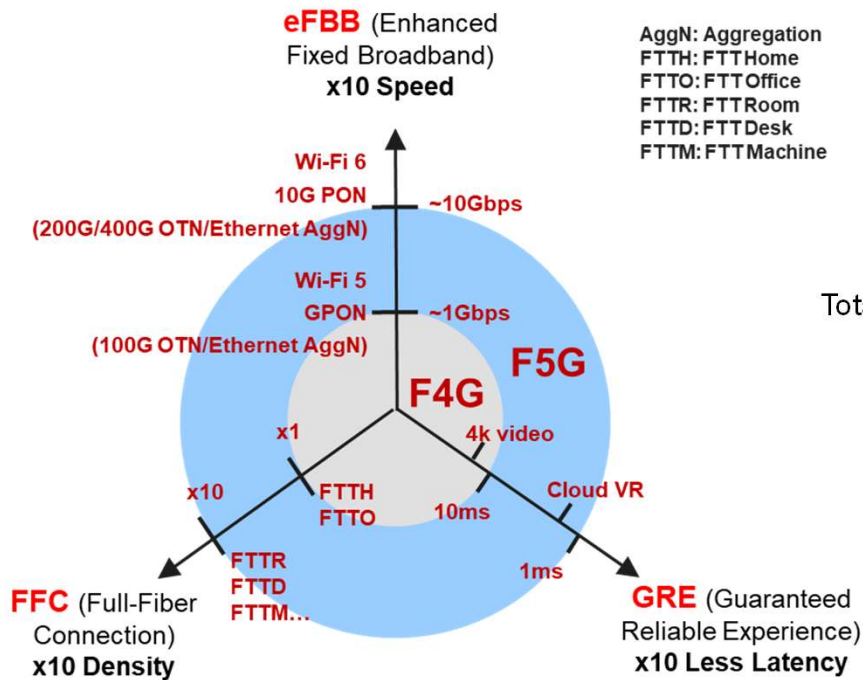 eFBB (Enhanced
Fixed Broadband)
x10 Speed
AggN: Aggregation
FTTH: FTTHome
FTTO: FTTOffice
FTTR: FTTRoom
FTTD: FTTDesk
FTTM: FTTMachine
Wi-Fi 6
10G PON
~10Gbps
(200G/400G OTN/Ethernet AggN)
Wi-Fi 5
GPON
~1Gbps
(100G OTN/Ethernet AggN)
Tot
F5G
F4G
x1
4k video
x10
FTTH
FTTO
10ms
Cloud VR
FTTR
FTTD
FTTM...
1ms
FFC (Full-Fiber
Connection)
x10 Density
GRE (Guaranteed
Reliable Experience)
x10 Less Latency